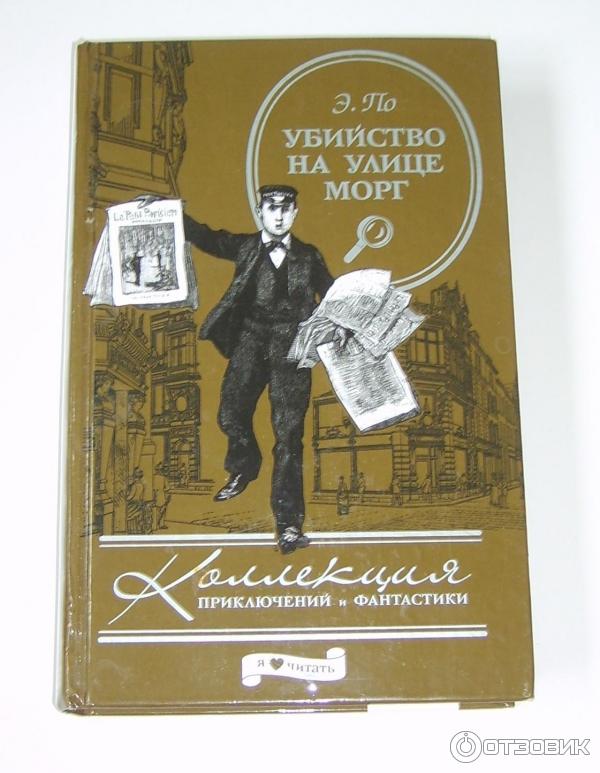 Э. По
УБИЙСТВО
НА УЛИЦЕ
МОРГ
Le Petit Parisien
Коллекция
ПРИКЛЮЧЕНИЙ и ФАНТАСТИКИ
я ♥ читать
ОТЗОВИК